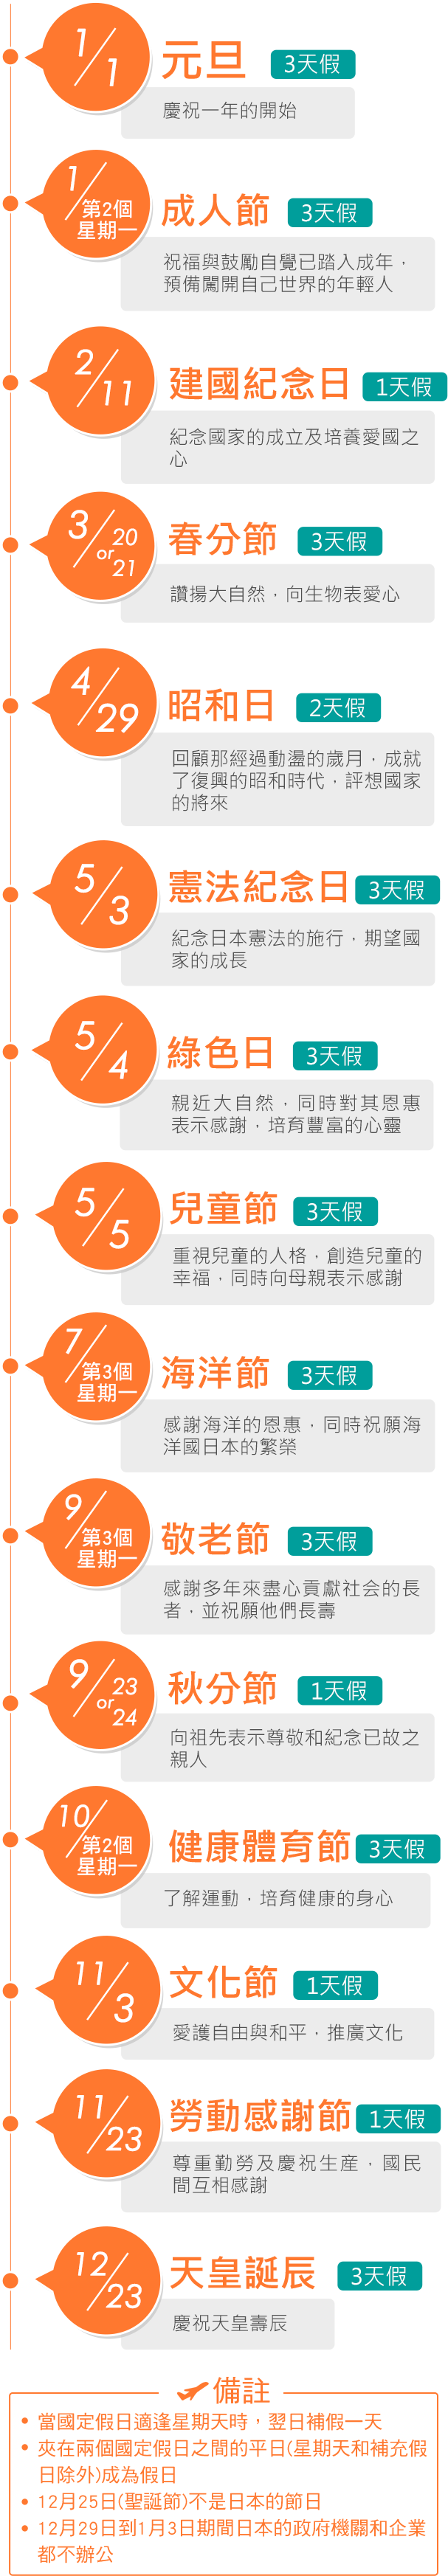 1/1
元旦 3天假
慶祝一年的開始
1/
第2個
星期一
成人節 3天假
祝福與鼓勵自覺已踏入成年，
預備闖開自己世界的年輕人
2/11
建國紀念日 1天假
紀念國家的成立及培養愛國之
心
3/20
or
21
春分節 3天假
讚揚大自然，向生物表愛心
4/29
昭和日 2天假
回顧那經過動盪的歲月，成就
了復興的昭和時代，評想國家
的將來
5/3
憲法紀念日 3天假
紀念日本憲法的施行，期望國
家的成長
5/4
綠色日 3天假
親近大自然，同時對其恩惠
表示感謝，培育豐富的心靈
5/5
兒童節 3天假
重視兒童的人格，創造兒童的
幸福，同時向母親表示感謝
7/
第3個
星期一
海洋節 3天假
感謝海洋的恩惠，同時祝願海
洋國日本的繁榮
9/
第3個
星期一
敬老節 3天假
感謝多年來盡心貢獻社会的長
者，並祝願他們長壽
9/23
or
24
秋分節 1天假
向祖先表示尊敬和紀念已故之
親人
10/
第2個
星期一
健康體育節 3天假
了解運動，培育健康的身心
11/3
文化節 1天假
愛護自由與和平，推廣文化
11/23
勞動感謝節 1天假
尊重勤勞及慶祝生産，國民
間互相感謝
12/23
天皇誕辰 3天假
慶祝天皇壽辰
備註
• 當國定假日適逢星期天時，翌日補假一天
• 夾在兩個國定假日之間的平日(星期天和補充假
日除外)成為假日
• 12月25日(聖誕節)不是日本的節日
• 12月29日到1月3日期間日本的政府機關和企業
都不辦公